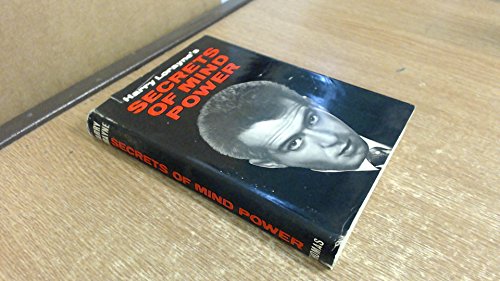 Harry Lorayne's
SECRETS
OF MIND
POWER
SECRETS OF MIND POWER